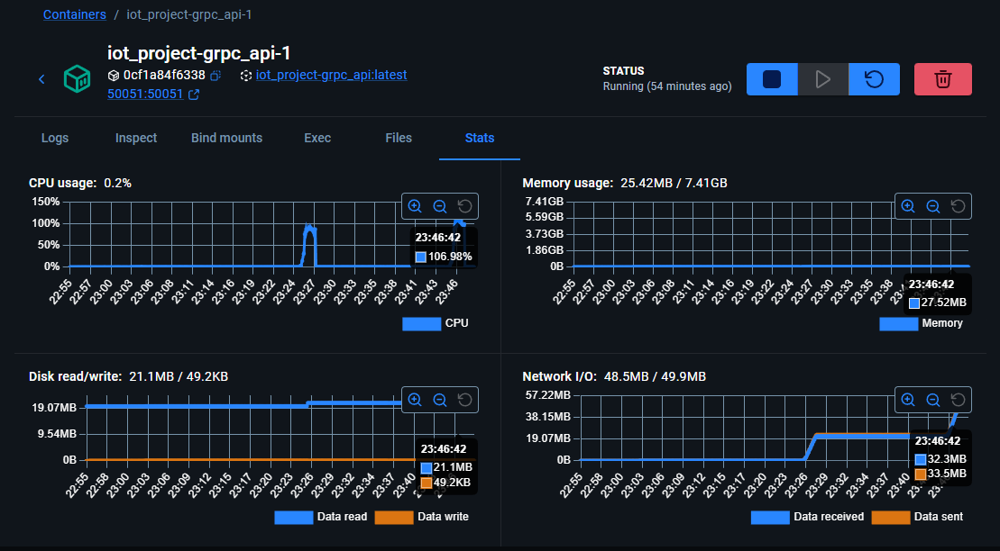 Containers / iot_project-grpc_api-1
iot_project-grpc_api-1
0cf1a84f6338 iot_project-grpc_api:latest
50051:50051
STATUS
Running (54 minutes ago)
Logs Inspect Bind mounts Exec Files Stats
CPU usage: 0.2%
150%
100%
50%
0%
23:46:42
106.98%
22:55 22:57 23:00 23:03 23:06 23:08 23:11 23:14 23:16 23:19 23:22 23:24 23:27 23:30 23:33 23:35 23:38 23:41 23:43 23:46
CPU
Memory usage: 25.42MB / 7.41GB
7.41GB
5.59GB
3.73GB
1.86GB
0B
23:46:42
27.52MB
22:55 22:57 23:00 23:03 23:06 23:08 23:11 23:14 23:16 23:19 23:22 23:24 23:27 23:30 23:33 23:35 23:38
Memory
Disk read/write: 21.1MB / 49.2KB
19.07MB
9.54MB
0B
23:46:42
21.1MB
49.2KB
22:55 22:58 23:00 23:03 23:06 23:09 23:12 23:14 23:17 23:20 23:23 23:26 23:29 23:32 23:34 23:37 23:40
Data read Data write
Network I/O: 48.5MB / 49.9MB
57.22MB
38.15MB
19.07MB
0B
23:46:42
32.3MB
33.5MB
22:55 22:58 23:00 23:03 23:06 23:09 23:12 23:15 23:17 23:20 23:23 23:26 23:29 23:32 23:34 23:37 23:40
Data received Data sent